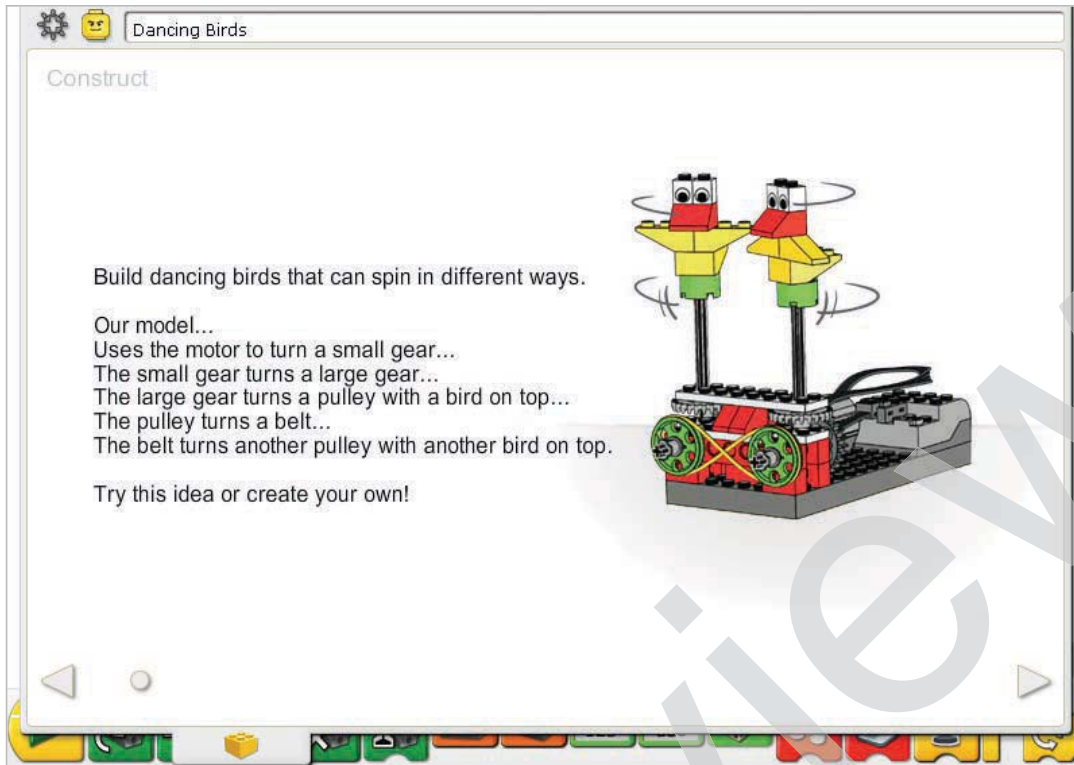 Dancing Birds
Construct
Build dancing birds that can spin in different ways.
Our model...
Uses the motor to turn a small gear...
The small gear turns a large gear...
The large gear turns a pulley with a bird on top...
The pulley turns a belt...
The belt turns another pulley with another bird on top.
Try this idea or create your own!